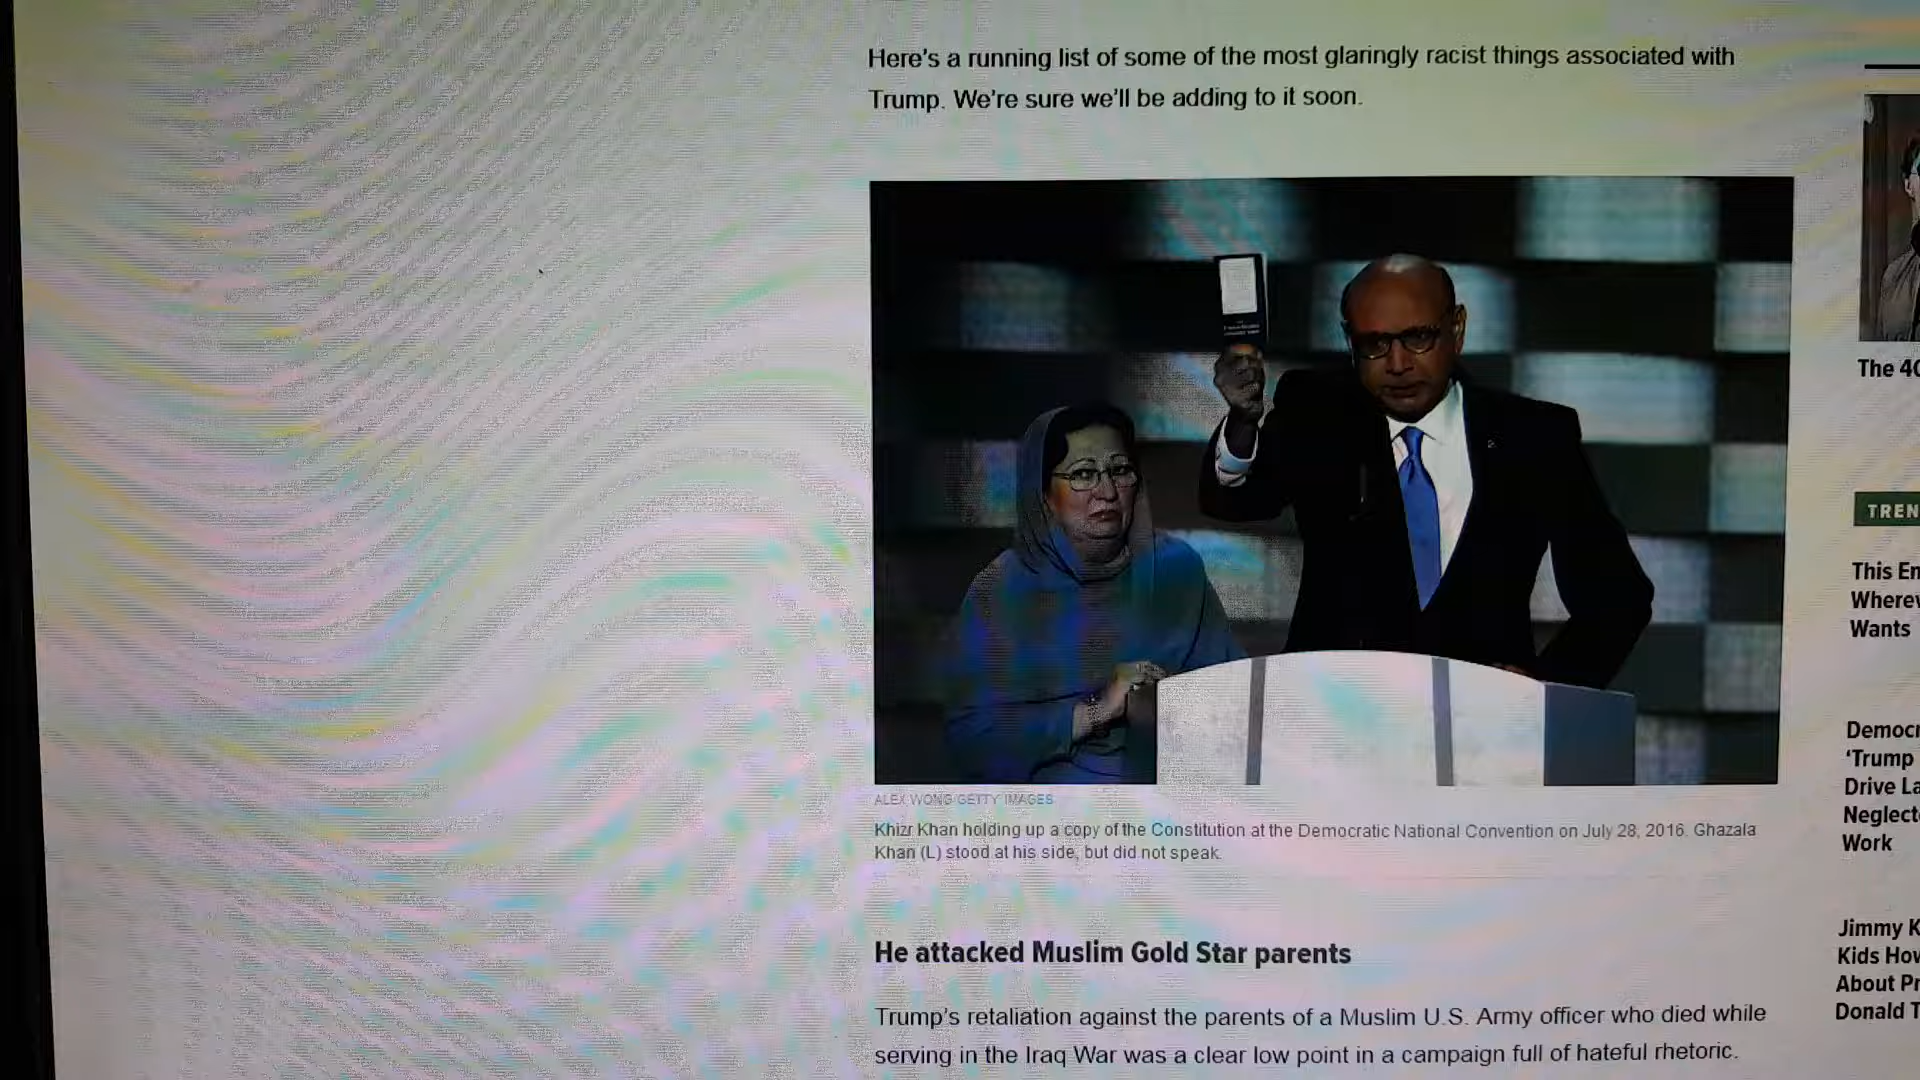 Here's a running list of some of the most glaringly racist things associated with
Trump. We're sure we'll be adding to it soon.
ALEX WONG GETTY IMAGES
Khizr Khan holding up a copy of the Constitution at the Democratic National Convention on July 28, 2016. Ghazala
Khan (L) stood at his side, but did not speak.
He attacked Muslim Gold Star parents
Trump's retaliation against the parents of a Muslim U.S. Army officer who died while
serving in the Iraq War was a clear low point in a campaign full of hateful rhetoric.
The 40
TREN
This En
Wherev
Wants
Democr
‘Trump
Drive La
Neglect
Work
Jimmy K
Kids How
About Pr
Donald T